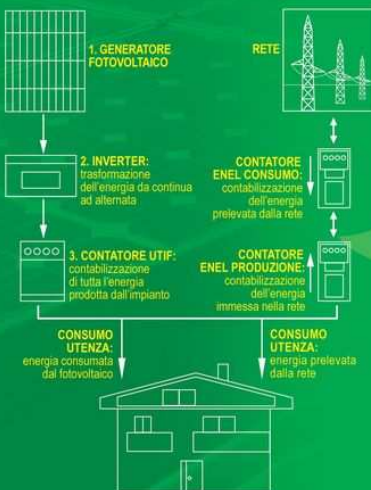 1. GENERATORE
FOTOVOLTAICO
RETE
2. INVERTER:
trasformazione
dell'energia da continua
ad alternata
CONTATORE
ENEL CONSUMO:
contabilizzazione
dell'energia
prelevata dalla rete
3. CONTATORE UTIF:
contabilizzazione
di tutta l'energia
prodotta dall'impianto
CONTATORE
ENEL PRODUZIONE:
contabilizzazione
dell'energia
immessa nella rete
CONSUMO
UTENZA:
energia consumata
dal fotovoltaico
CONSUMO
UTENZA:
energia prelevata
dalla rete